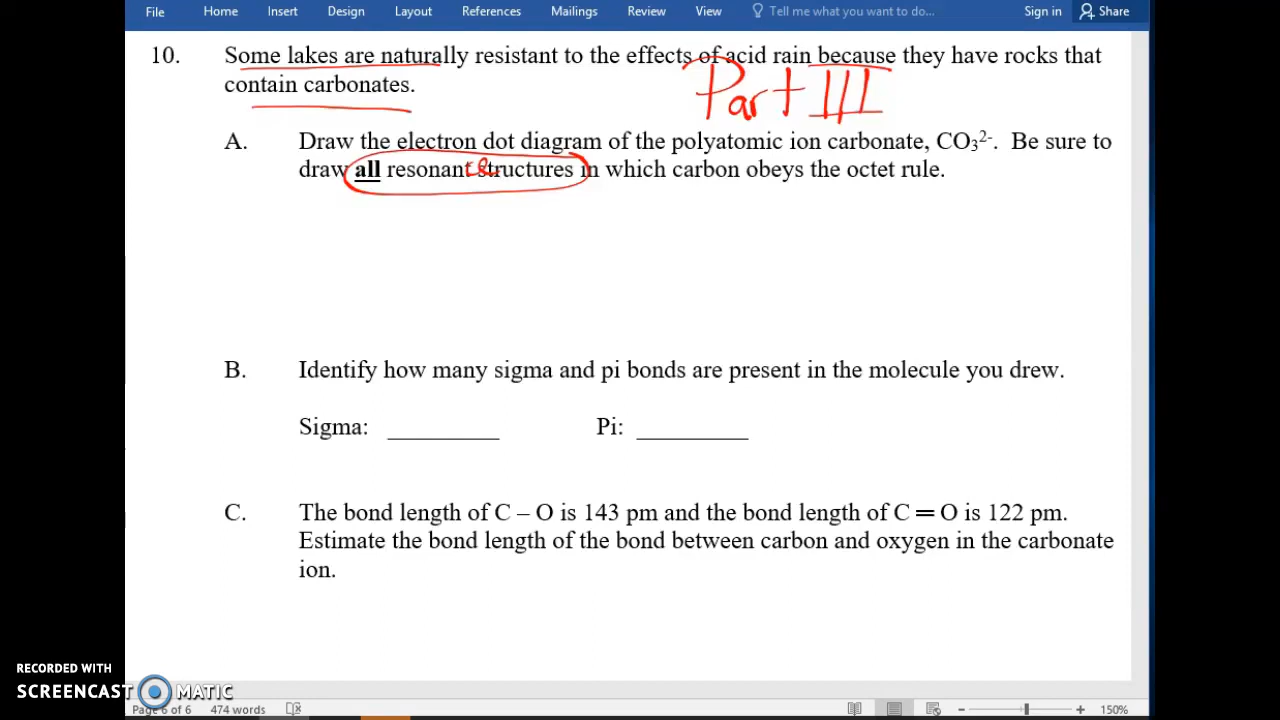 File Home Insert Design Layout References Mailings Review View Tell me what you want to do... Sign in Share
10. Some lakes are naturally resistant to the effects of acid rain because they have rocks that
contain carbonates.
Part III
A. Draw the electron dot diagram of the polyatomic ion carbonate, CO₃²⁻. Be sure to
draw all resonant structures in which carbon obeys the octet rule.
ce
B. Identify how many sigma and pi bonds are present in the molecule you drew.
Sigma: __________ Pi: __________
C. The bond length of C – O is 143 pm and the bond length of C = O is 122 pm.
Estimate the bond length of the bond between carbon and oxygen in the carbonate
ion.
RECORDED WITH
SCREENCAST MATIC
Page 6 of 6 474 words 150%